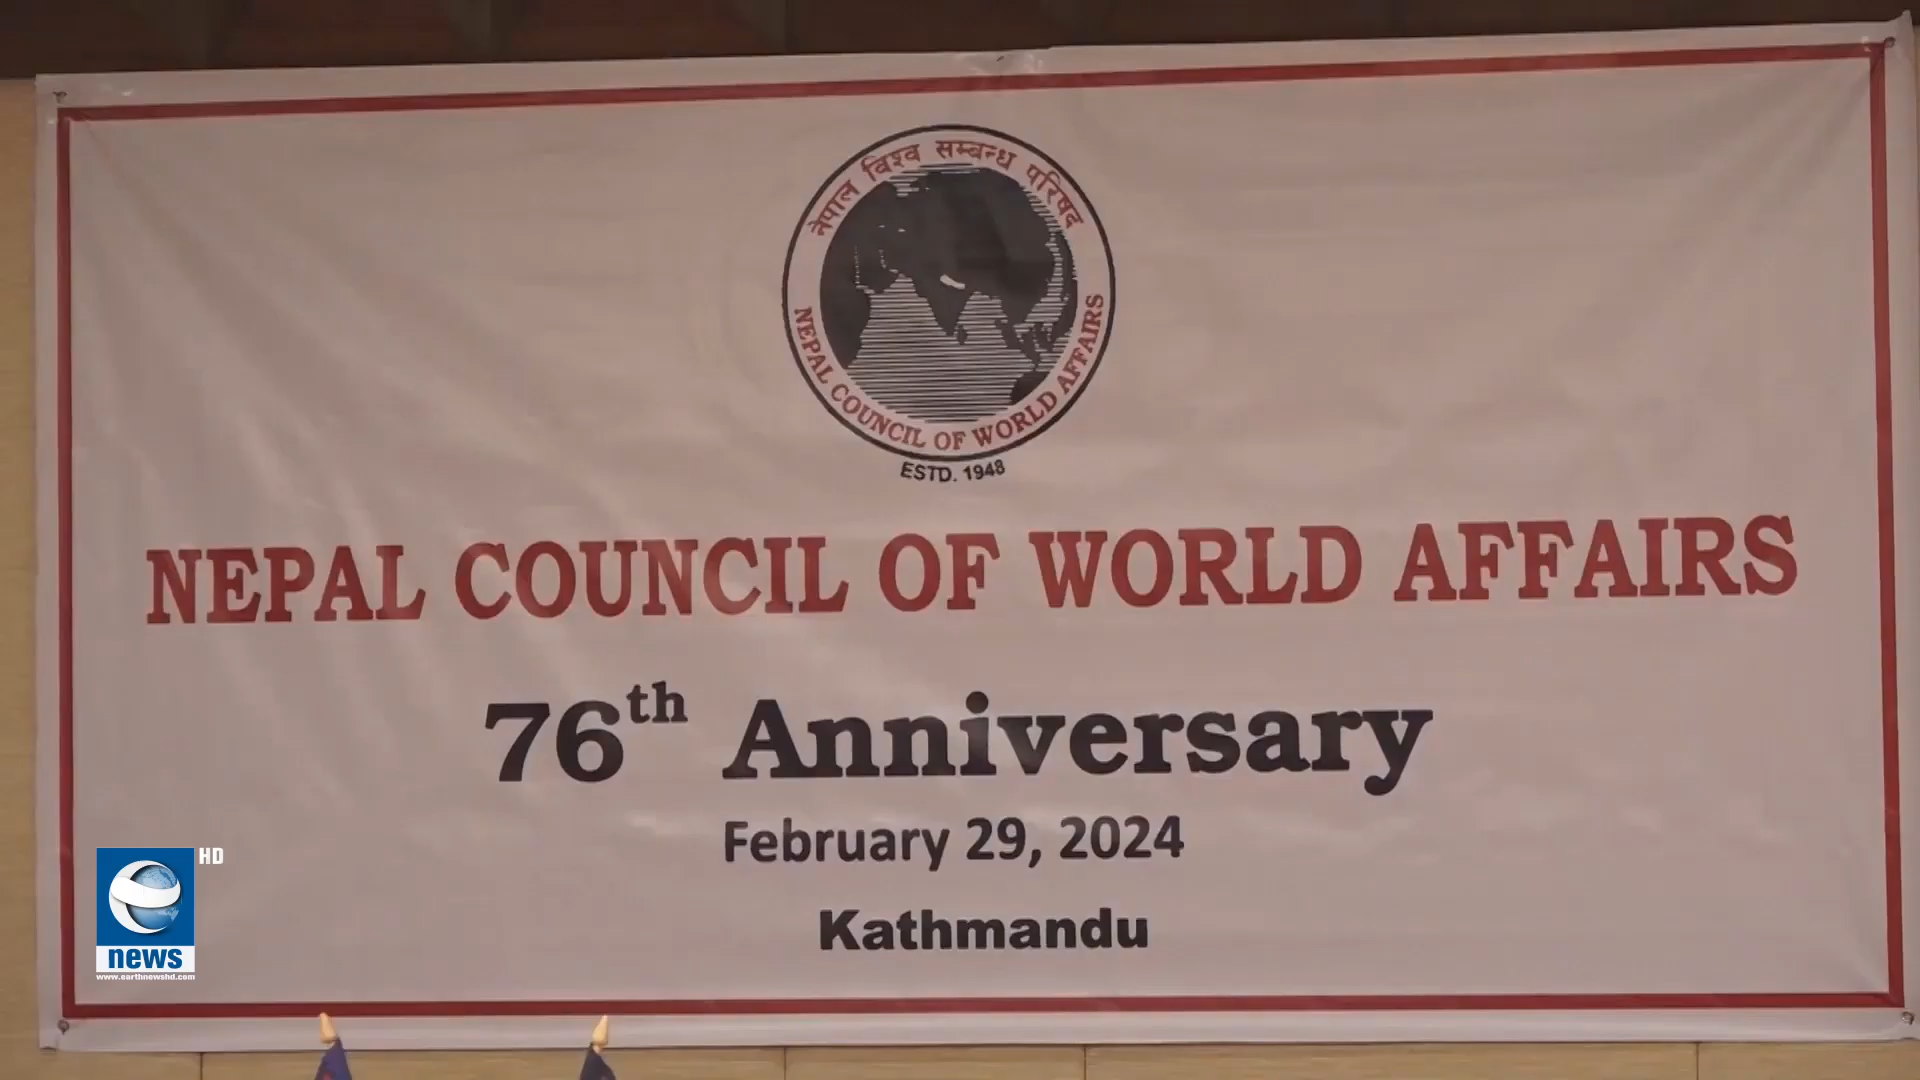 नेपाल विश्व सम्बन्ध परिषद
NEPAL COUNCIL OF WORLD AFFAIRS
ESTD. 1948
NEPAL COUNCIL OF WORLD AFFAIRS
76th Anniversary
February 29, 2024
Kathmandu
HD
news
www.earthnewshd.com